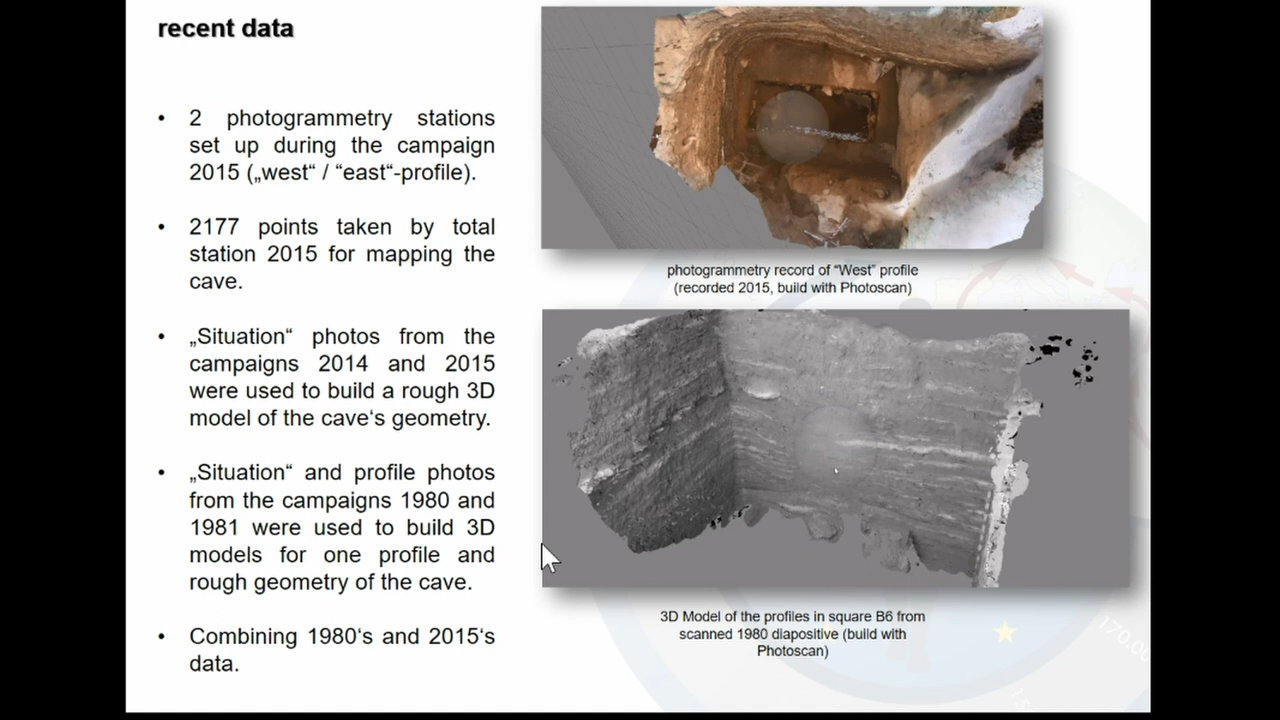 recent data
• 2 photogrammetry stations
set up during the campaign
2015 („west“ / “east“-profile).
• 2177 points taken by total
station 2015 for mapping the
cave.
• „Situation“ photos from the
campaigns 2014 and 2015
were used to build a rough 3D
model of the cave‘s geometry.
• „Situation“ and profile photos
from the campaigns 1980 and
1981 were used to build 3D
models for one profile and
rough geometry of the cave.
• Combining 1980‘s and 2015‘s
data.
photogrammetry record of “West” profile
(recorded 2015, build with Photoscan)
3D Model of the profiles in square B6 from
scanned 1980 diapositive (build with
Photoscan)
170.00